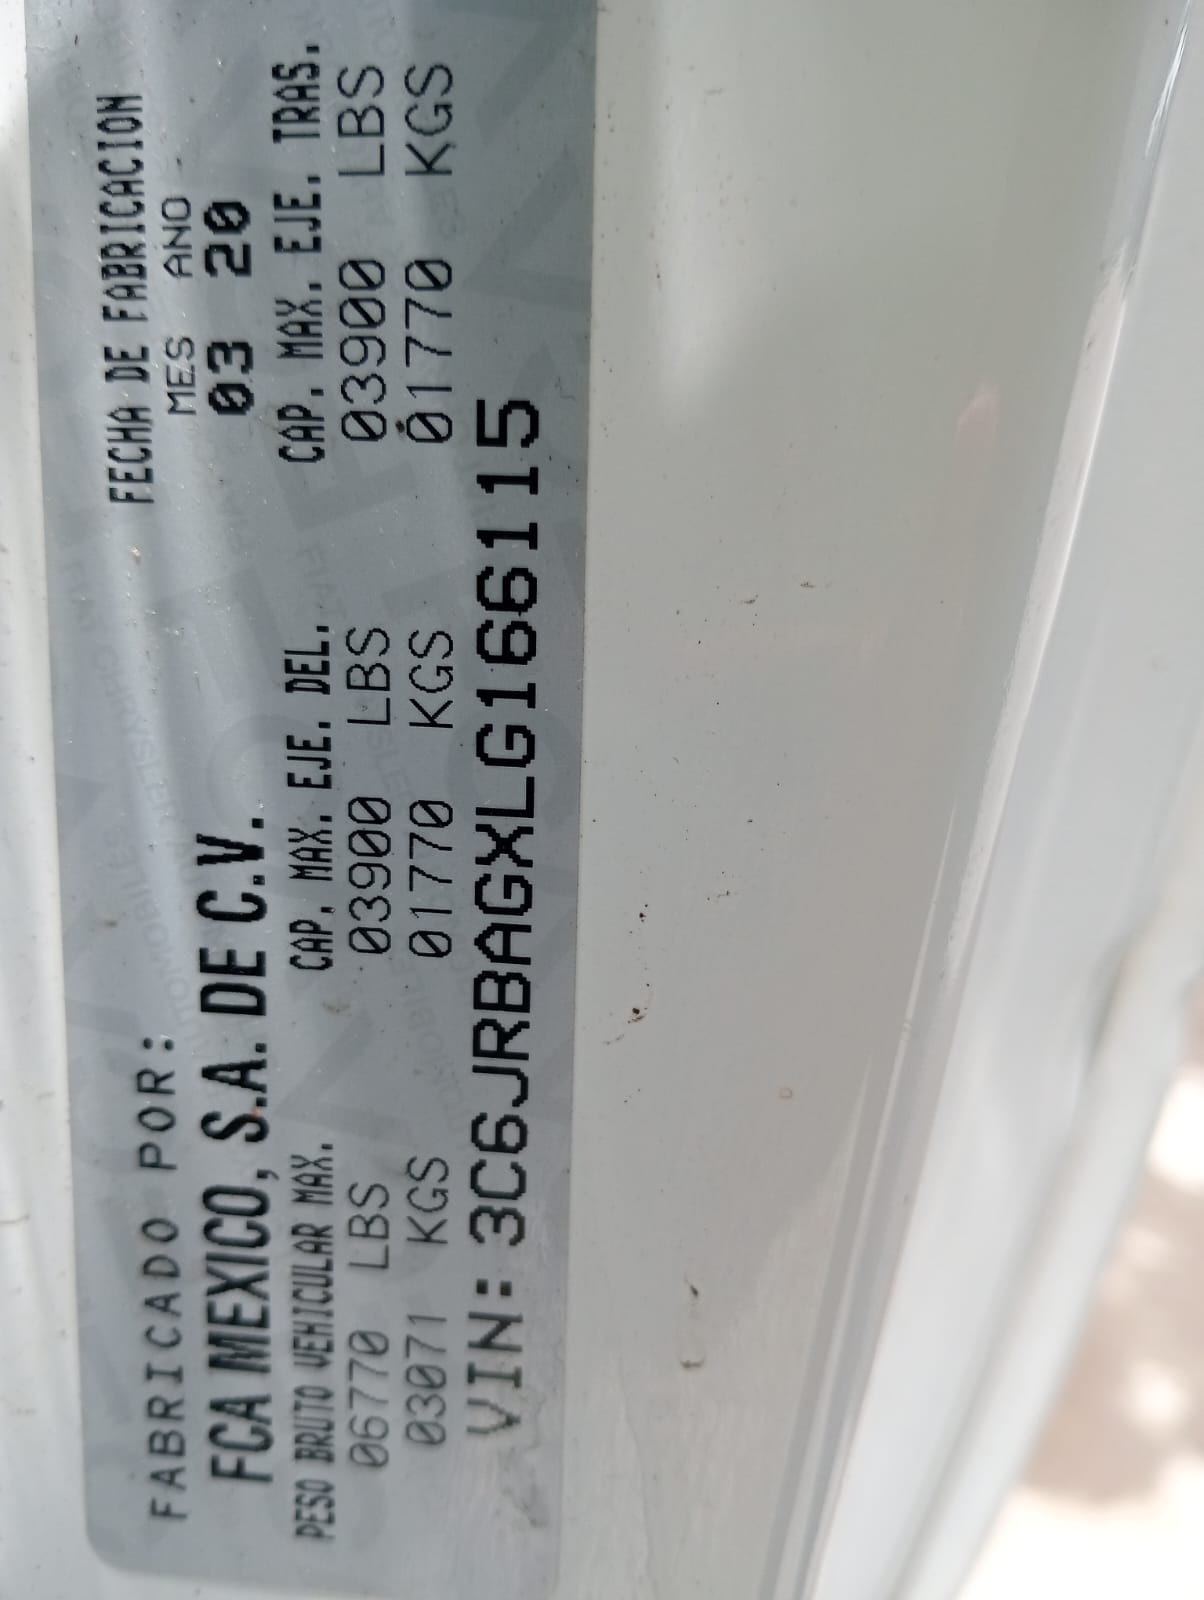 FABRICADO POR:
FECHA DE FABRICACION
MES ANO
FCA MEXICO, S.A. DE C.V.
03 20
PESO BRUTO VEHICULAR MAX. CAP. MAX. EJE. DEL. CAP. MAX. EJE. TRAS.
06770 LBS 03900 LBS 03900 LBS
03071 KGS 01770 KGS 01770 KGS
VIN: 3C6JRBAGXLG166115